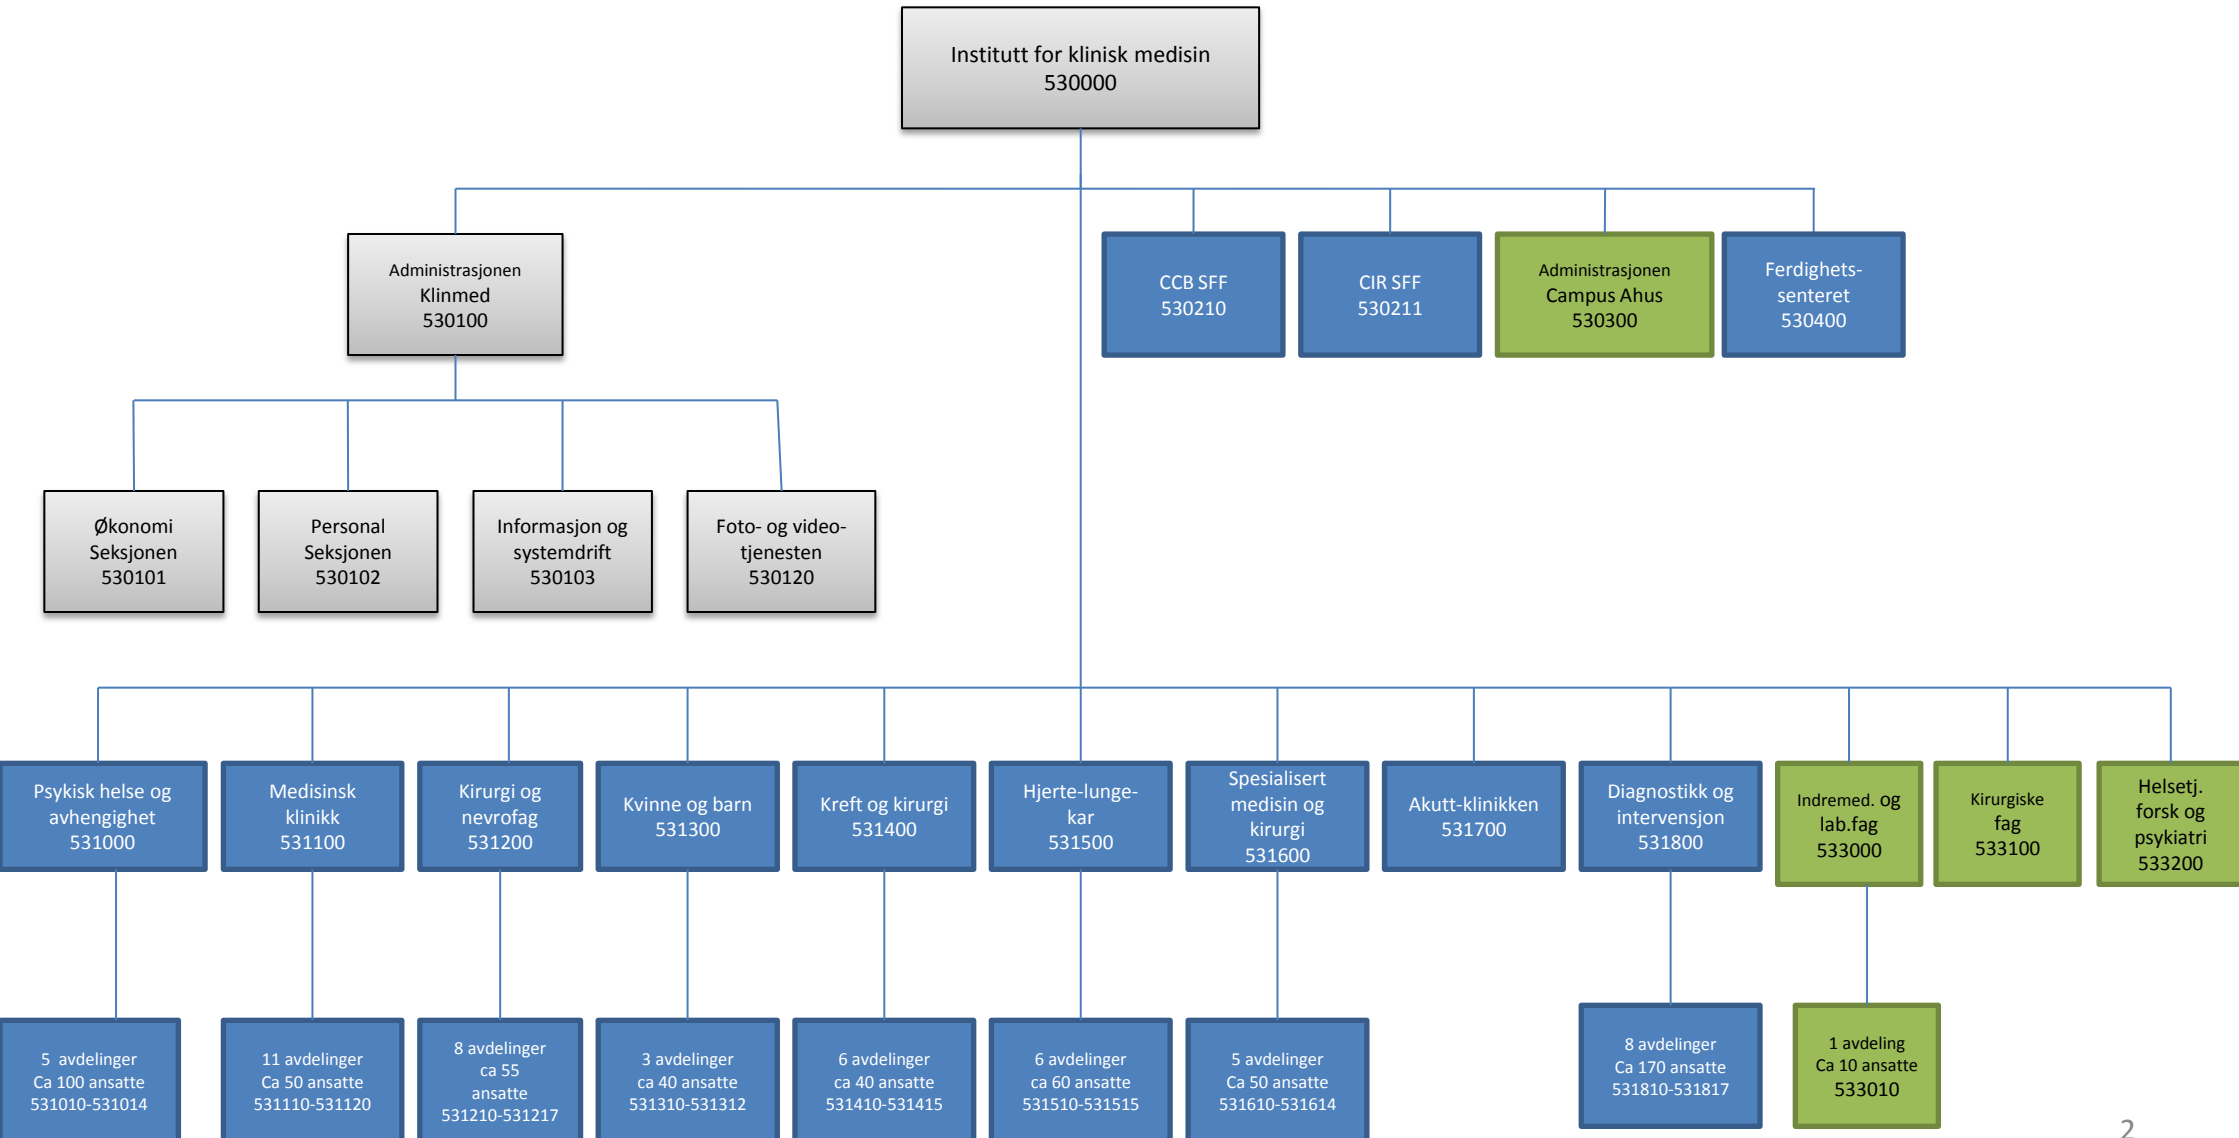 Institutt for klinisk medisin
530000
Administrasjonen
Klinmed
530100
CCB SFF
530210
CIR SFF
530211
Administrasjonen
Campus Ahus
530300
Ferdighets-
senteret
530400
Økonomi
Seksjonen
530101
Personal
Seksjonen
530102
Informasjon og
systemdrift
530103
Foto- og video-
tjenesten
530120
Psykisk helse og
avhengighet
531000
Medisinsk
klinikk
531100
Kirurgi og
nevrofag
531200
Kvinne og barn
531300
Kreft og kirurgi
531400
Hjerte-lunge-
kar
531500
Spesialisert
medisin og
kirurgi
531600
Akutt-klinikken
531700
Diagnostikk og
intervensjon
531800
Indremed. og
lab.fag
533000
Kirurgiske
fag
533100
Helsetj.
forsk og
psykiatri
533200
5 avdelinger
Ca 100 ansatte
531010-531014
11 avdelinger
Ca 50 ansatte
531110-531120
8 avdelinger
ca 55
ansatte
531210-531217
3 avdelinger
ca 40 ansatte
531310-531312
6 avdelinger
ca 40 ansatte
531410-531415
6 avdelinger
ca 60 ansatte
531510-531515
5 avdelinger
Ca 50 ansatte
531610-531614
8 avdelinger
Ca 170 ansatte
531810-531817
1 avdeling
Ca 10 ansatte
533010
2